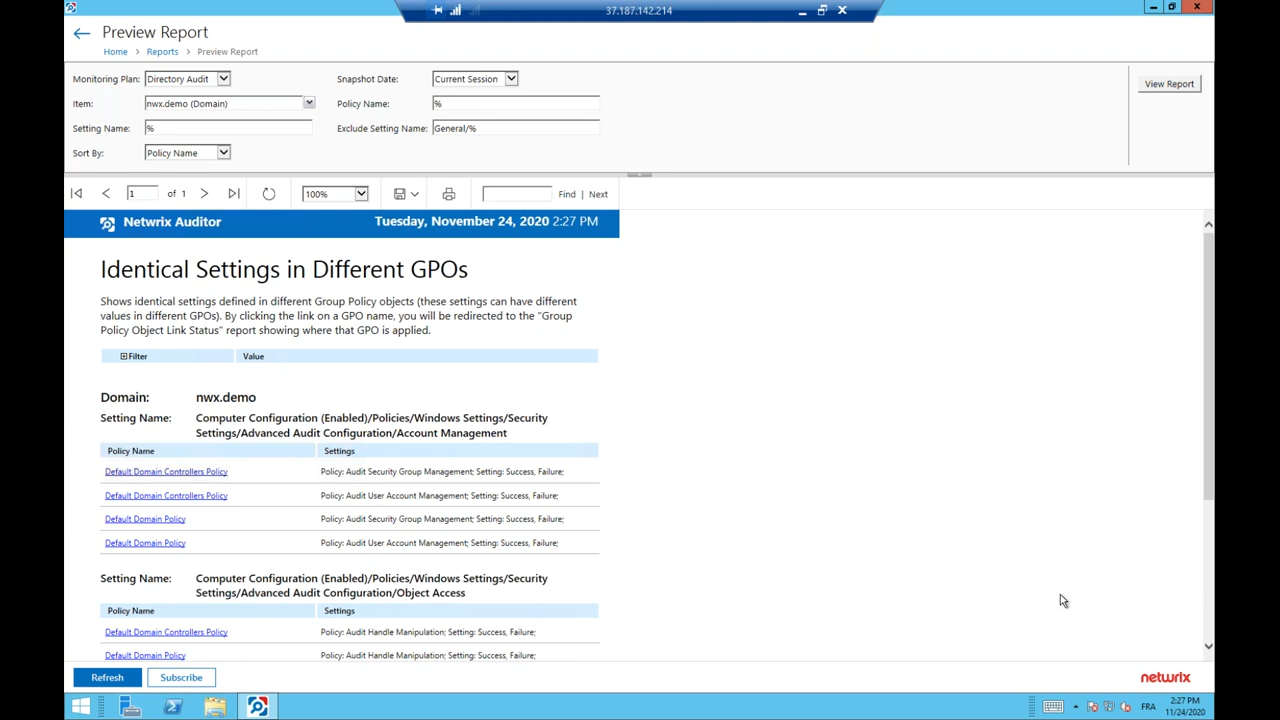 37.187.142.214
Preview Report
Home > Reports > Preview Report
Monitoring Plan: Directory Audit
Snapshot Date: Current Session
View Report
Item: nwx.demo (Domain)
Policy Name: %
Setting Name: %
Exclude Setting Name: General/%
Sort By: Policy Name
1 of 1
100%
Find | Next
Netwrix Auditor
Tuesday, November 24, 2020 2:27 PM
Identical Settings in Different GPOs
Shows identical settings defined in different Group Policy objects (these settings can have different
values in different GPOs). By clicking the link on a GPO name, you will be redirected to the "Group
Policy Object Link Status" report showing where that GPO is applied.
Filter Value
Domain: nwx.demo
Setting Name: Computer Configuration (Enabled)/Policies/Windows Settings/Security
Settings/Advanced Audit Configuration/Account Management
Policy Name Settings
Default Domain Controllers Policy Policy: Audit Security Group Management; Setting: Success, Failure;
Default Domain Controllers Policy Policy: Audit User Account Management; Setting: Success, Failure;
Default Domain Policy Policy: Audit Security Group Management; Setting: Success, Failure;
Default Domain Policy Policy: Audit User Account Management; Setting: Success, Failure;
Setting Name: Computer Configuration (Enabled)/Policies/Windows Settings/Security
Settings/Advanced Audit Configuration/Object Access
Policy Name Settings
Default Domain Controllers Policy Policy: Audit Handle Manipulation; Setting: Success, Failure;
Default Domain Policy Policy: Audit Handle Manipulation; Setting: Success, Failure;
Refresh
Subscribe
netwrix
FRA
2:27 PM
11/24/2020